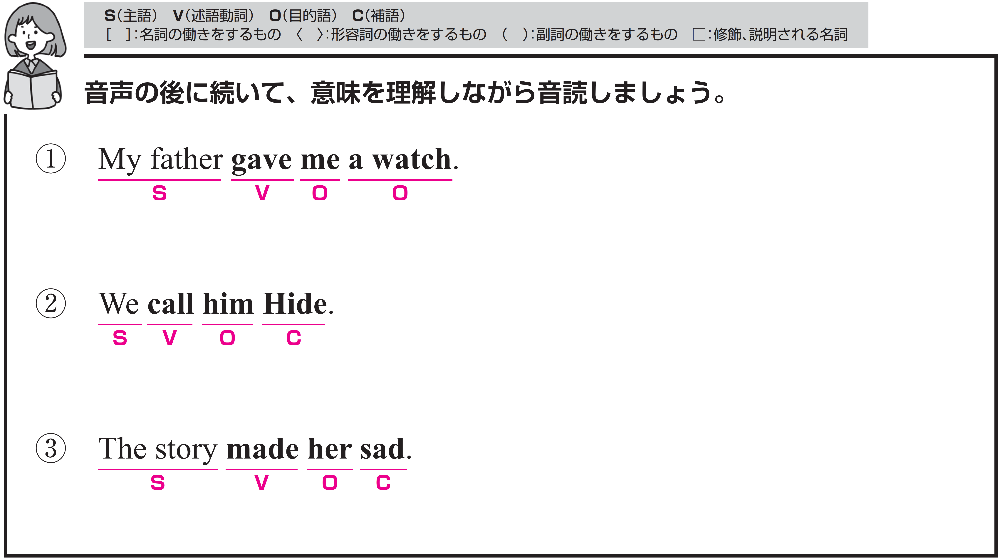 S（主語）　V（述語動詞）　O（目的語）　C（補語）
［　］：名詞の働きをするもの　〈　〉：形容詞の働きをするもの　（　）：副詞の働きをするもの　□：修飾、説明される名詞
音声の後に続いて、意味を理解しながら音読しましょう。
① My father gave me a watch.
S V O O
② We call him Hide.
S V O C
③ The story made her sad.
S V O C